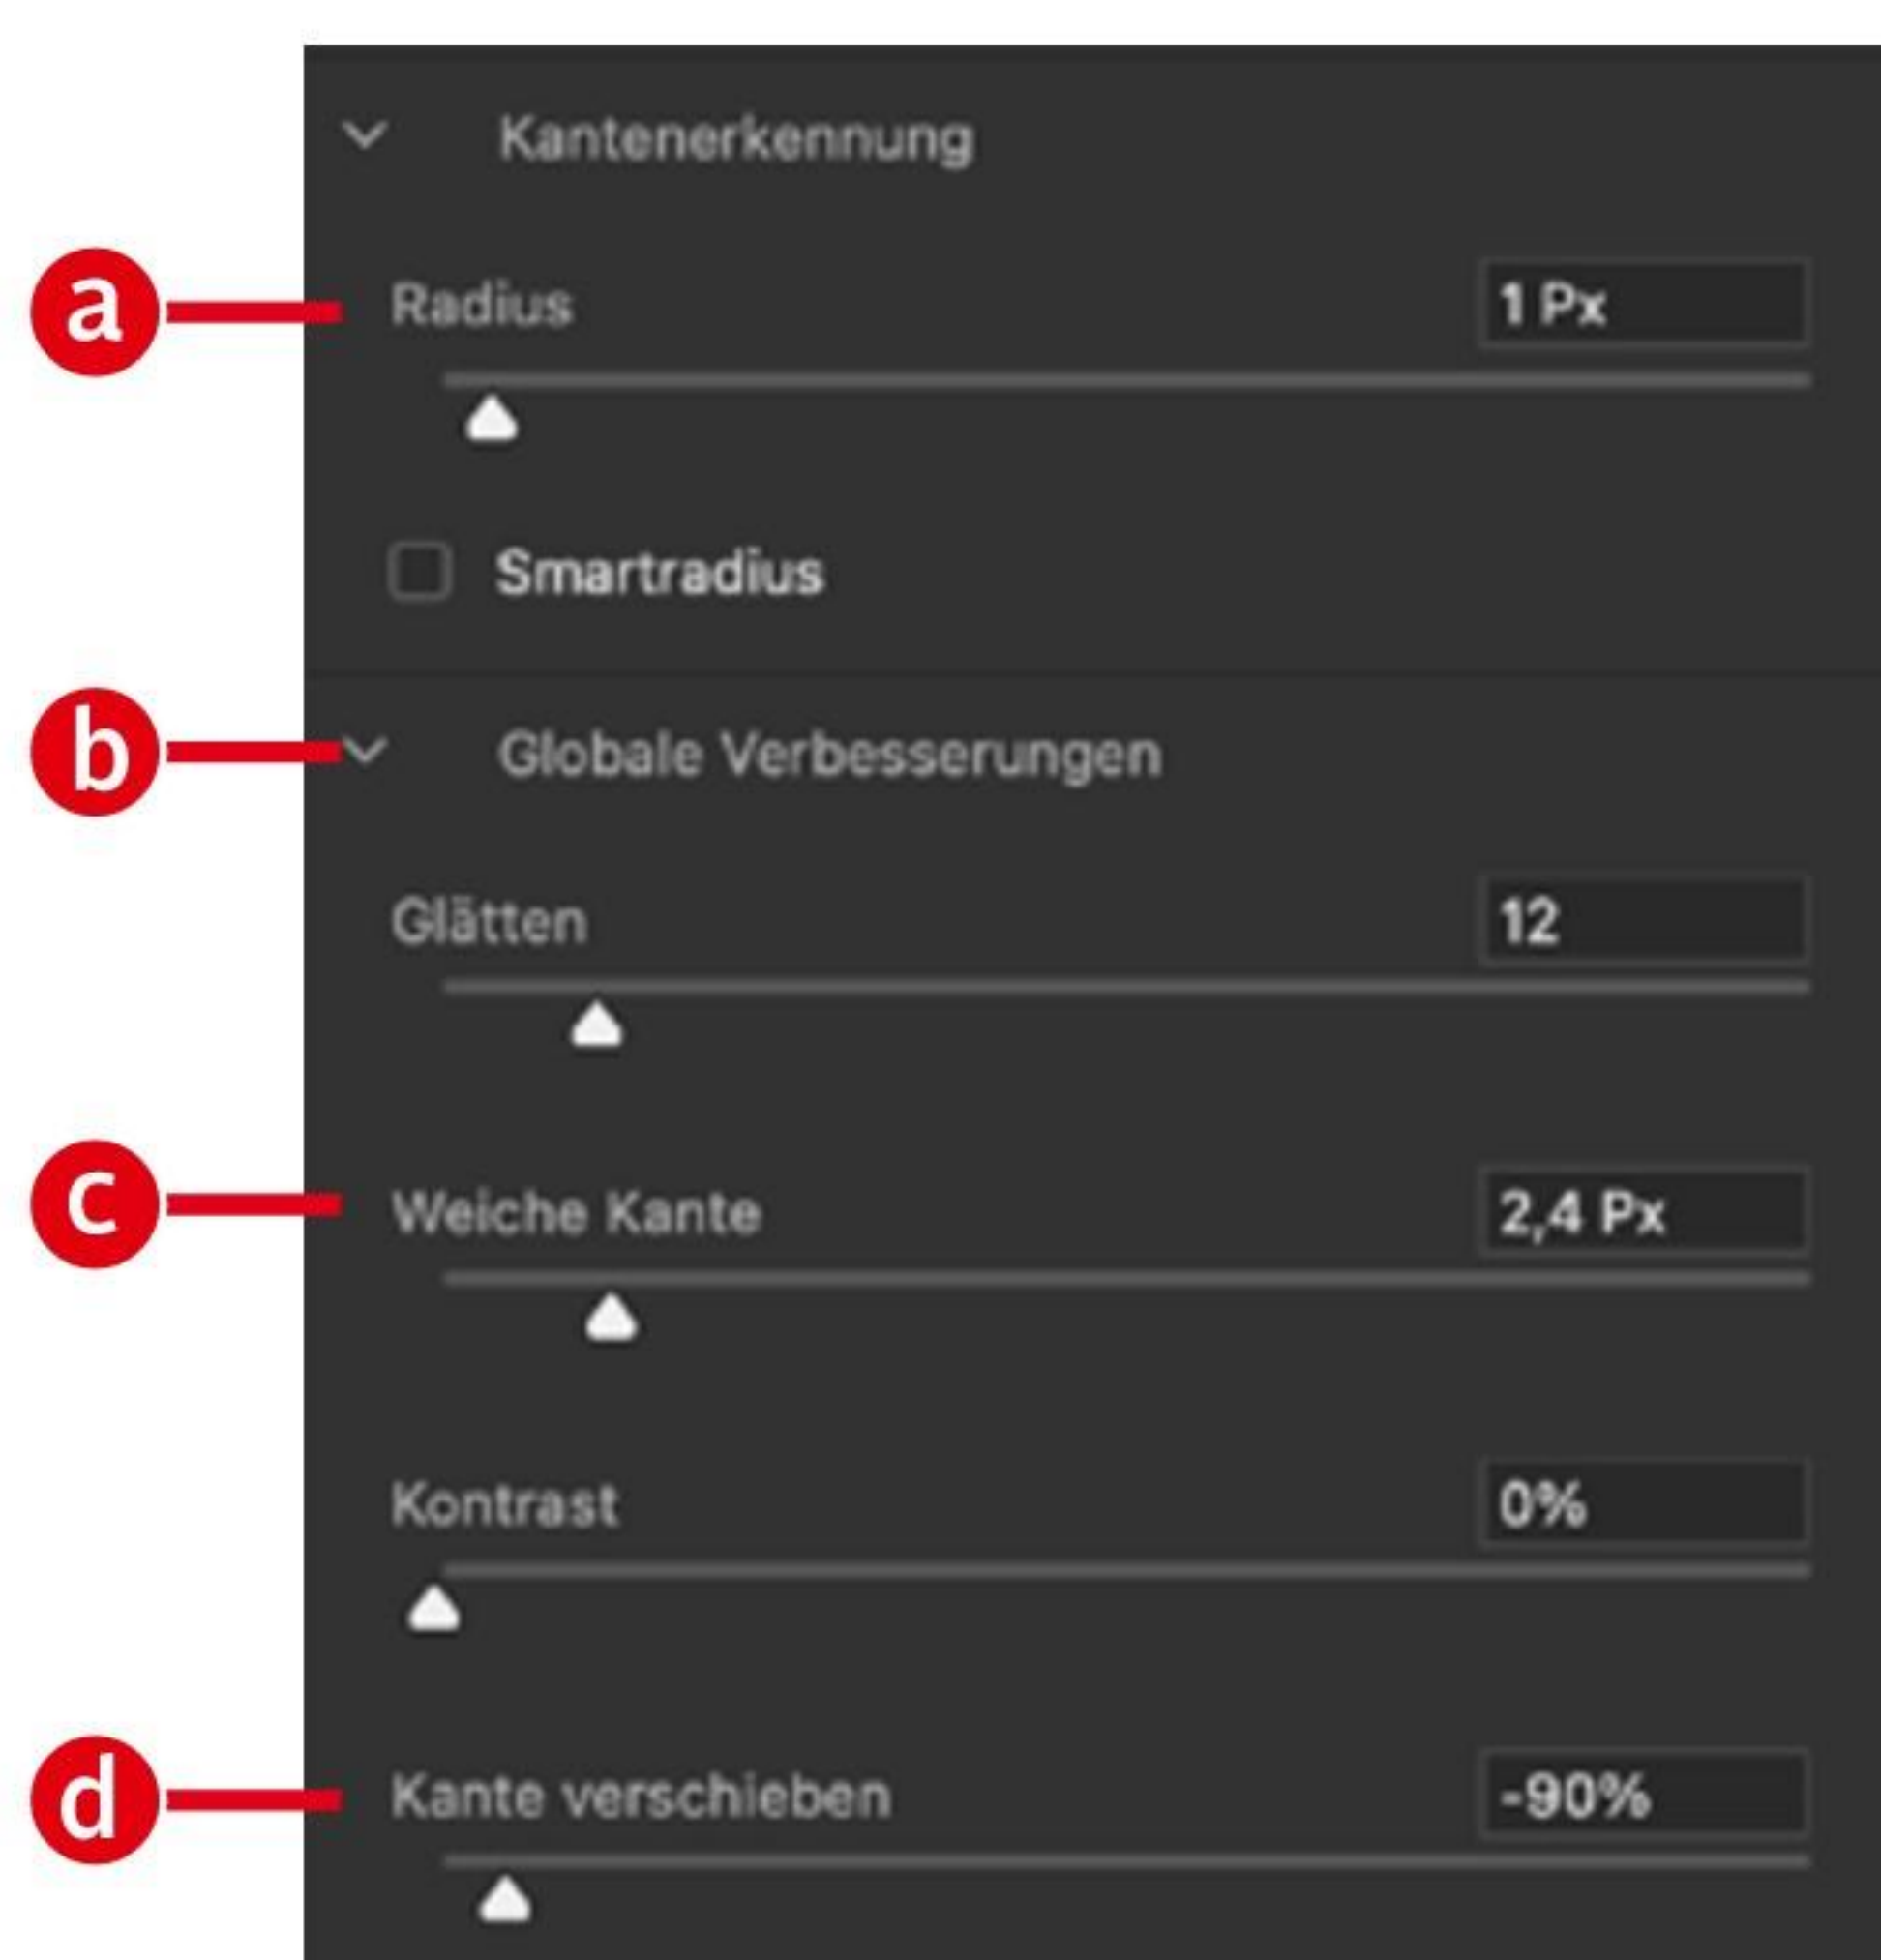 Kantenerkennung
a Radius 1 Px
Smartradius
b Globale Verbesserungen
Glätten 12
c Weiche Kante 2,4 Px
Kontrast 0%
d Kante verschieben -90%